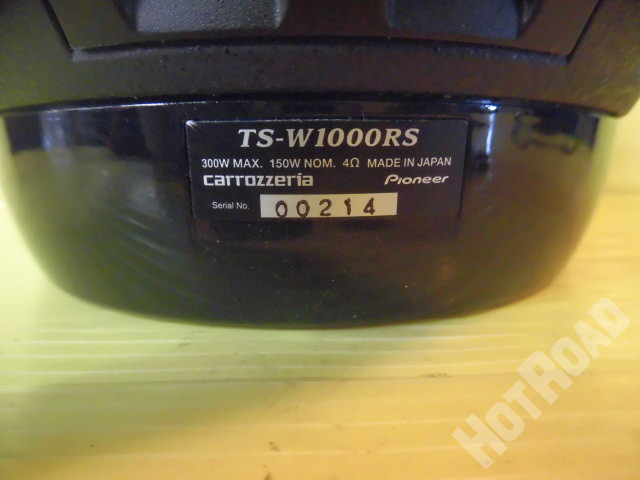 TS-W1000RS
300W MAX. 150W NOM. 4Ω MADE IN JAPAN
carrozzeria Pioneer
Serial No. 00214
HOTROAD